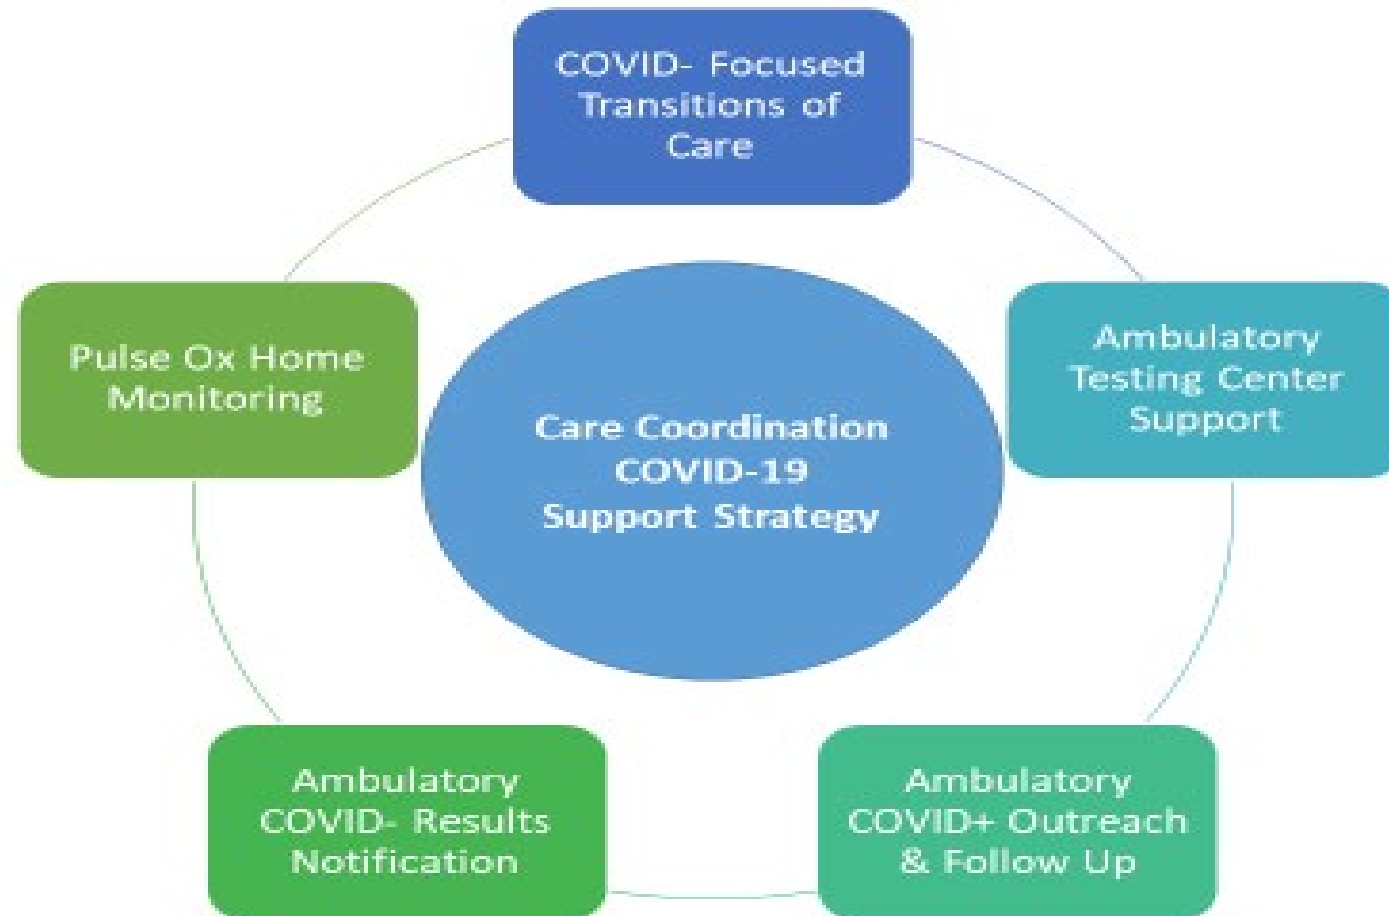 COVID- Focused
Transitions of
Care
Ambulatory
Testing Center
Support
Ambulatory
COVID+ Outreach
& Follow Up
Ambulatory
COVID- Results
Notification
Pulse Ox Home
Monitoring
Care Coordination
COVID-19
Support Strategy